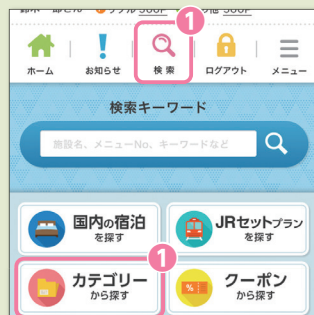 1
ホーム お知らせ 検索 ログアウト メニュー
検索キーワード
施設名、メニューNo、キーワードなど
国内の宿泊 JRセットプラン
を探す を探す
1
カテゴリー クーポン
から探す から探す